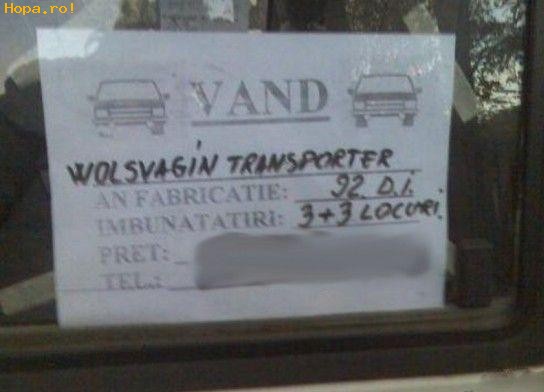 Hopa.ro!
VAND
WOLSVAGIN TRANSPORTER
AN FABRICATIE: 92 D.I.
IMBUNATATIRI: 3+3 LOCURI.
PRET:
TEL.: